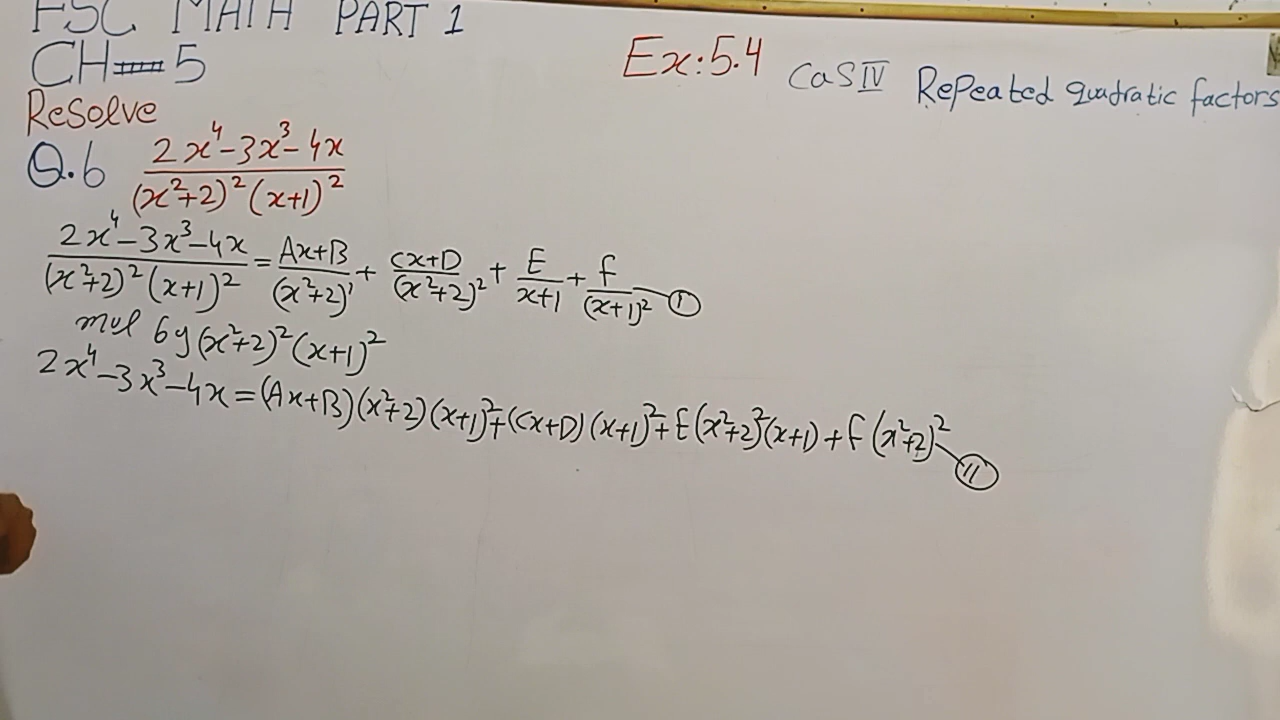 FSC MATH PART 1
CH 5
Ex:5.4 CaSIV Repeated quadratic factors
Resolve
Q.6 2x⁴-3x³-4x / (x²+2)²(x+1)²
2x⁴-3x³-4x / (x²+2)²(x+1)² = Ax+B / (x²+2)¹ + Cx+D / (x²+2)² + E / x+1 + F / (x+1)² — I
mul by (x²+2)²(x+1)²
2x⁴-3x³-4x=(Ax+B)(x²+2)(x+1)²+(Cx+D)(x+1)²+E(x²+2)²(x+1)+F(x²+2)² — II